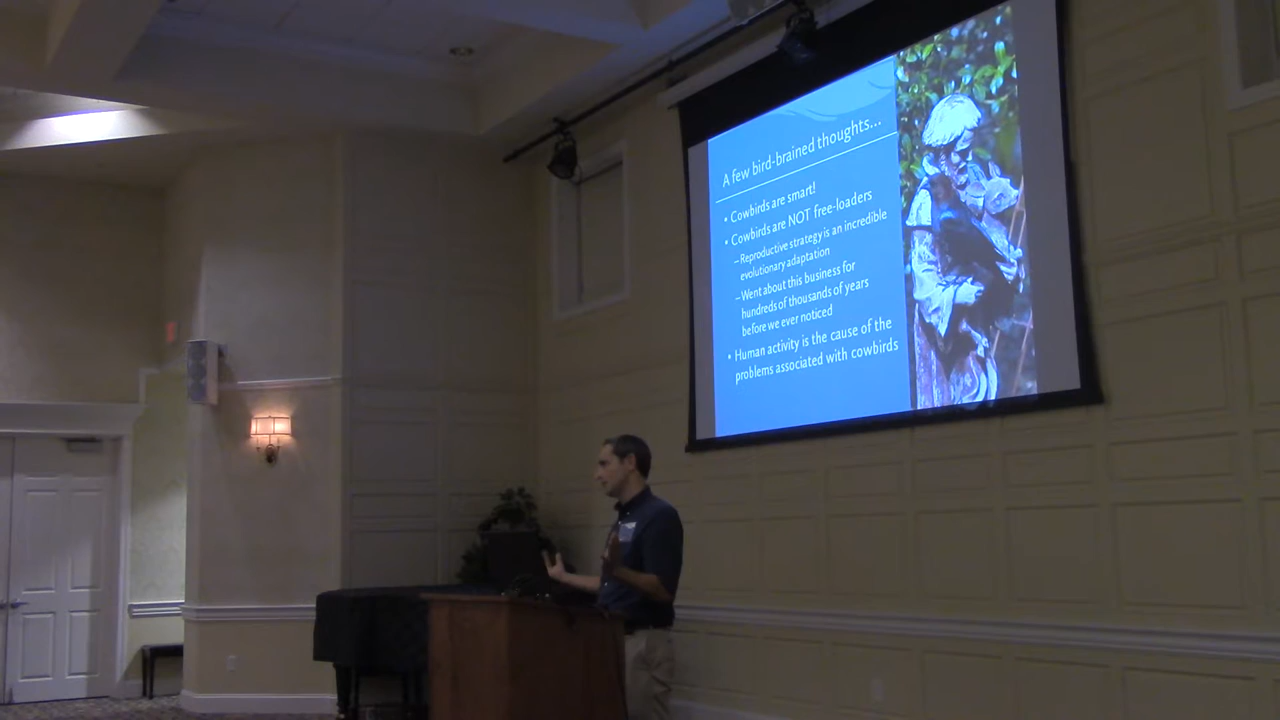 A few bird-brained thoughts...
• Cowbirds are smart!
• Cowbirds are NOT free-loaders
–Reproductive strategy is an incredible
evolutionary adaptation
–Went about this business for
hundreds of thousands of years
before we ever noticed
• Human activity is the cause of the
problems associated with cowbirds